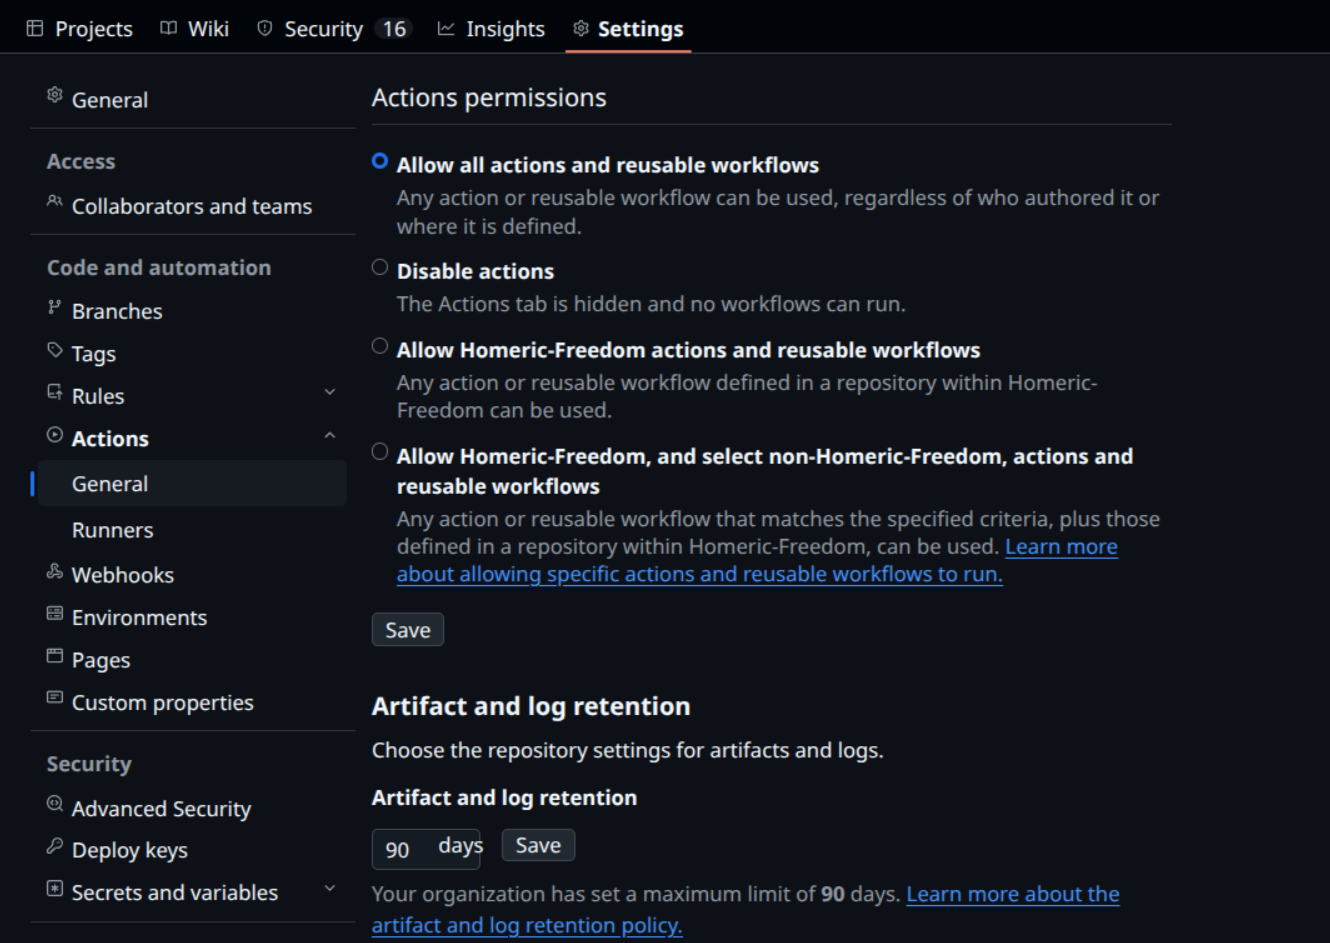 Projects Wiki Security 16 Insights Settings
General
Access
Collaborators and teams
Code and automation
Branches
Tags
Rules
Actions
General
Runners
Webhooks
Environments
Pages
Custom properties
Security
Advanced Security
Deploy keys
Secrets and variables
Actions permissions
Allow all actions and reusable workflows
Any action or reusable workflow can be used, regardless of who authored it or
where it is defined.
Disable actions
The Actions tab is hidden and no workflows can run.
Allow Homeric-Freedom actions and reusable workflows
Any action or reusable workflow defined in a repository within Homeric-
Freedom can be used.
Allow Homeric-Freedom, and select non-Homeric-Freedom, actions and
reusable workflows
Any action or reusable workflow that matches the specified criteria, plus those
defined in a repository within Homeric-Freedom, can be used. Learn more
about allowing specific actions and reusable workflows to run.
Save
Artifact and log retention
Choose the repository settings for artifacts and logs.
Artifact and log retention
90 days Save
Your organization has set a maximum limit of 90 days. Learn more about the
artifact and log retention policy.